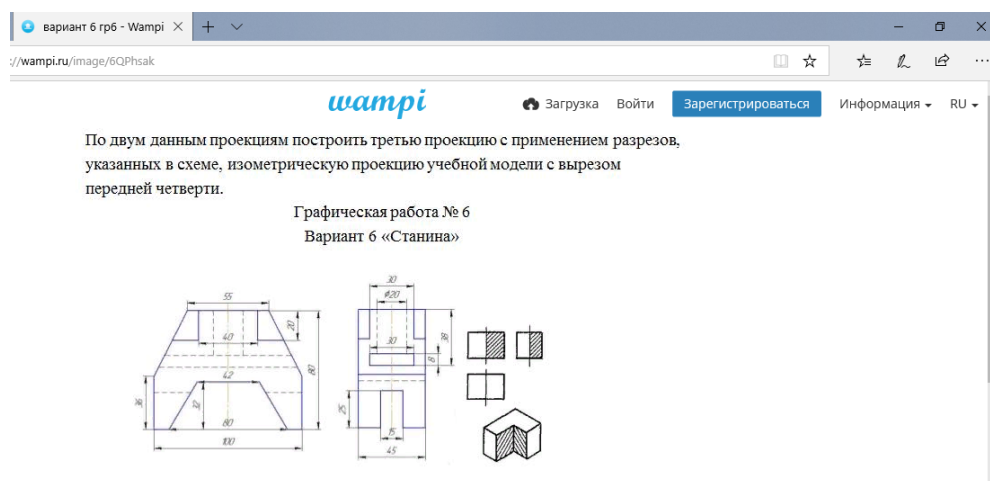 вариант 6 гр6 - Wampi
://wampi.ru/image/6QPhsak
wampi
Загрузка Войти Зарегистрироваться Информация RU
По двум данным проекциям построить третью проекцию с применением разрезов,
указанных в схеме, изометрическую проекцию учебной модели с вырезом
передней четверти.
Графическая работа № 6
Вариант 6 «Станина»
55
40
20
80
42
36
32
80
100
30
Ø20
30
38
8
25
15
45